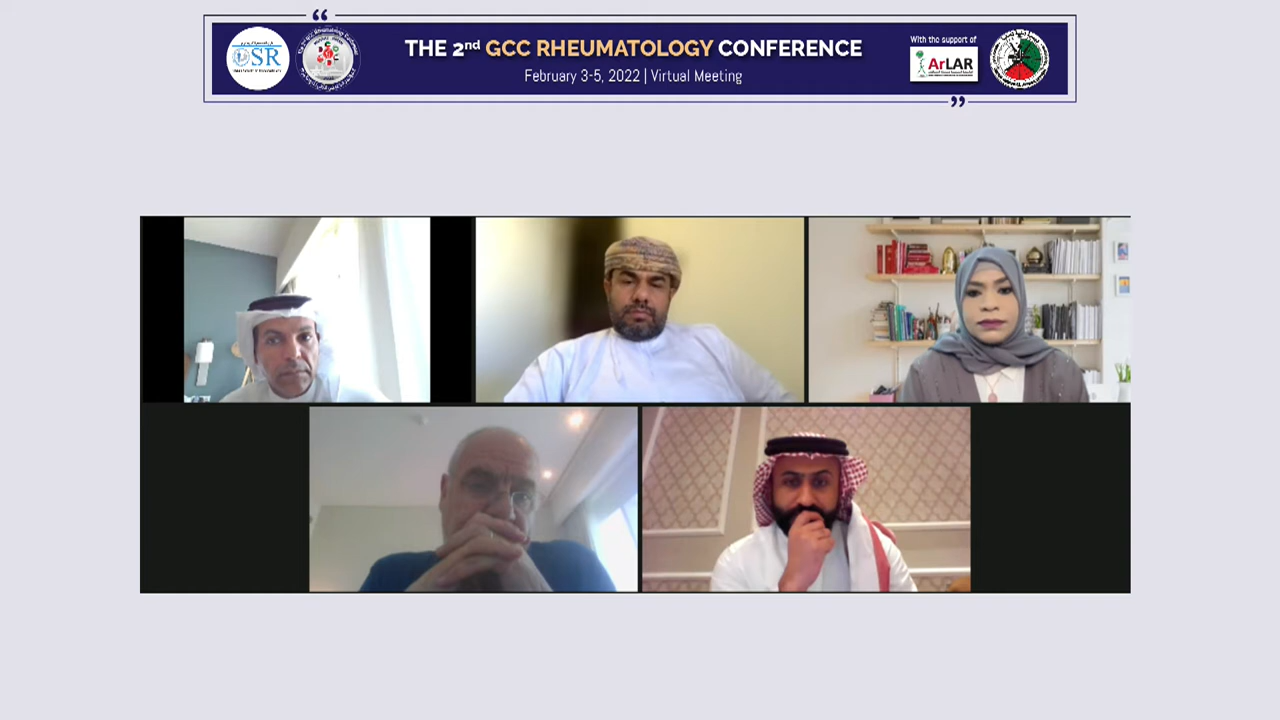 THE 2nd GCC RHEUMATOLOGY CONFERENCE
February 3-5, 2022 | Virtual Meeting
With the support of
OSR
ArLAR